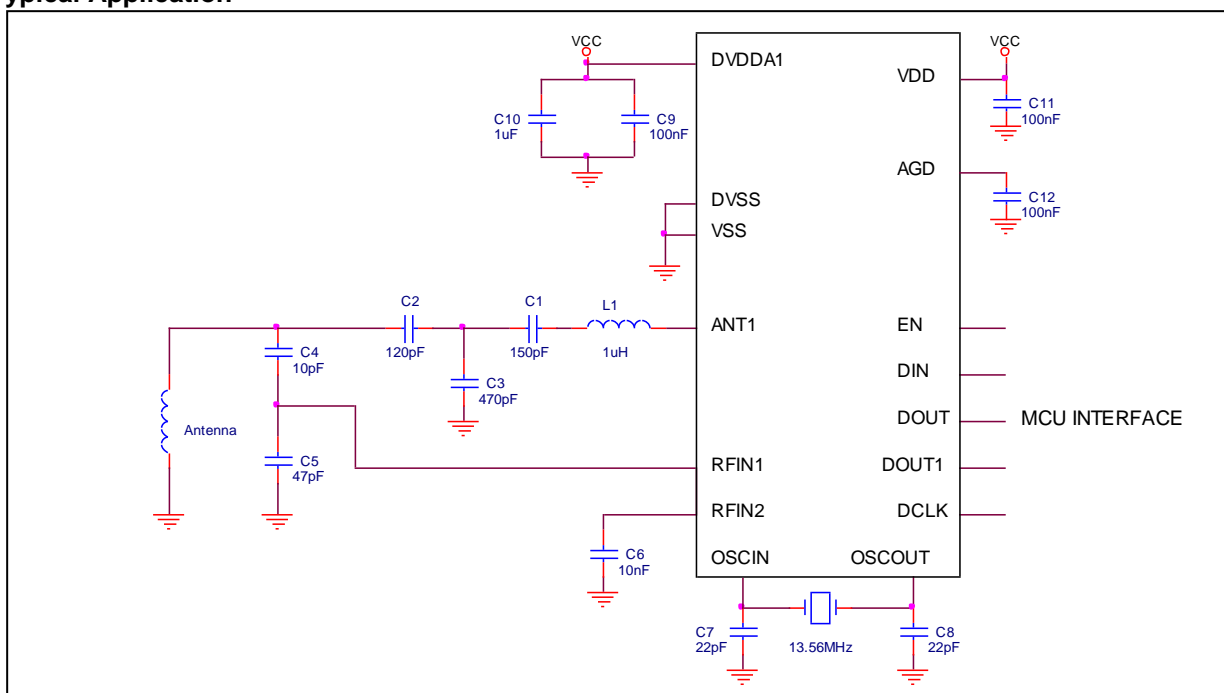 ypical Application
VCC
DVDDA1
C10
1uF
C9
100nF
VCC
VDD
C11
100nF
AGD
C12
100nF
DVSS
VSS
C2
120pF
C1
150pF
L1
1uH
ANT1
C4
10pF
C3
470pF
Antenna
C5
47pF
RFIN1
RFIN2
C6
10nF
EN
DIN
DOUT
MCU INTERFACE
DOUT1
DCLK
OSCIN
OSCOUT
C7
22pF
13.56MHz
C8
22pF